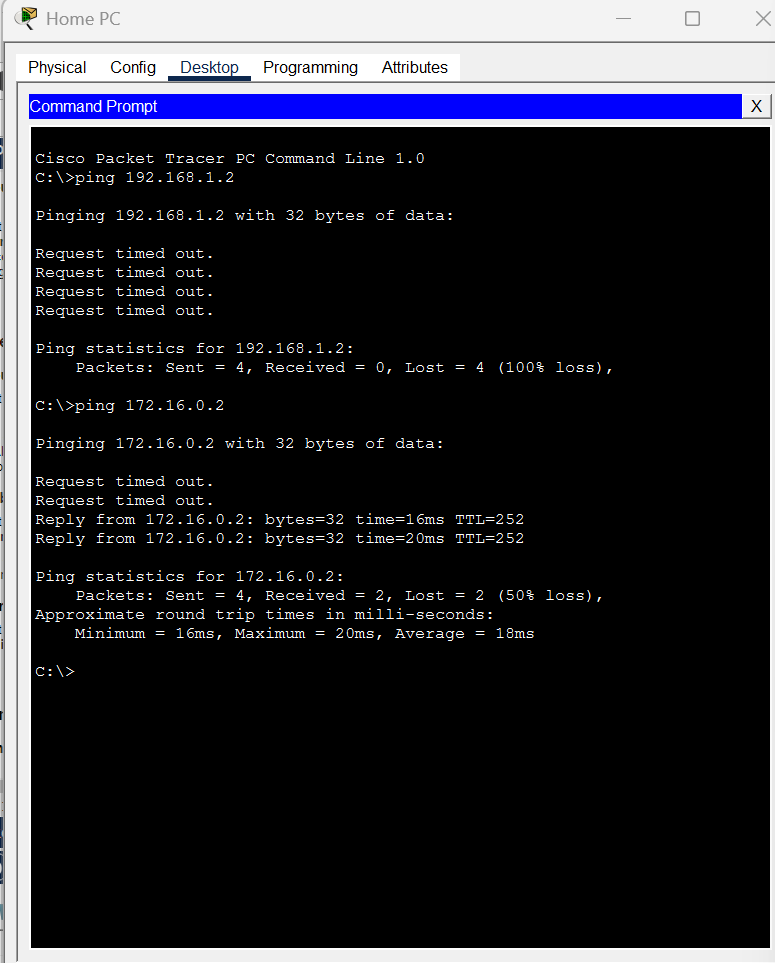 Home PC
Physical Config Desktop Programming Attributes
Command Prompt X
Cisco Packet Tracer PC Command Line 1.0
C:\>ping 192.168.1.2
Pinging 192.168.1.2 with 32 bytes of data:
Request timed out.
Request timed out.
Request timed out.
Request timed out.
Ping statistics for 192.168.1.2:
Packets: Sent = 4, Received = 0, Lost = 4 (100% loss),
C:\>ping 172.16.0.2
Pinging 172.16.0.2 with 32 bytes of data:
Request timed out.
Request timed out.
Reply from 172.16.0.2: bytes=32 time=16ms TTL=252
Reply from 172.16.0.2: bytes=32 time=20ms TTL=252
Ping statistics for 172.16.0.2:
Packets: Sent = 4, Received = 2, Lost = 2 (50% loss),
Approximate round trip times in milli-seconds:
Minimum = 16ms, Maximum = 20ms, Average = 18ms
C:\>